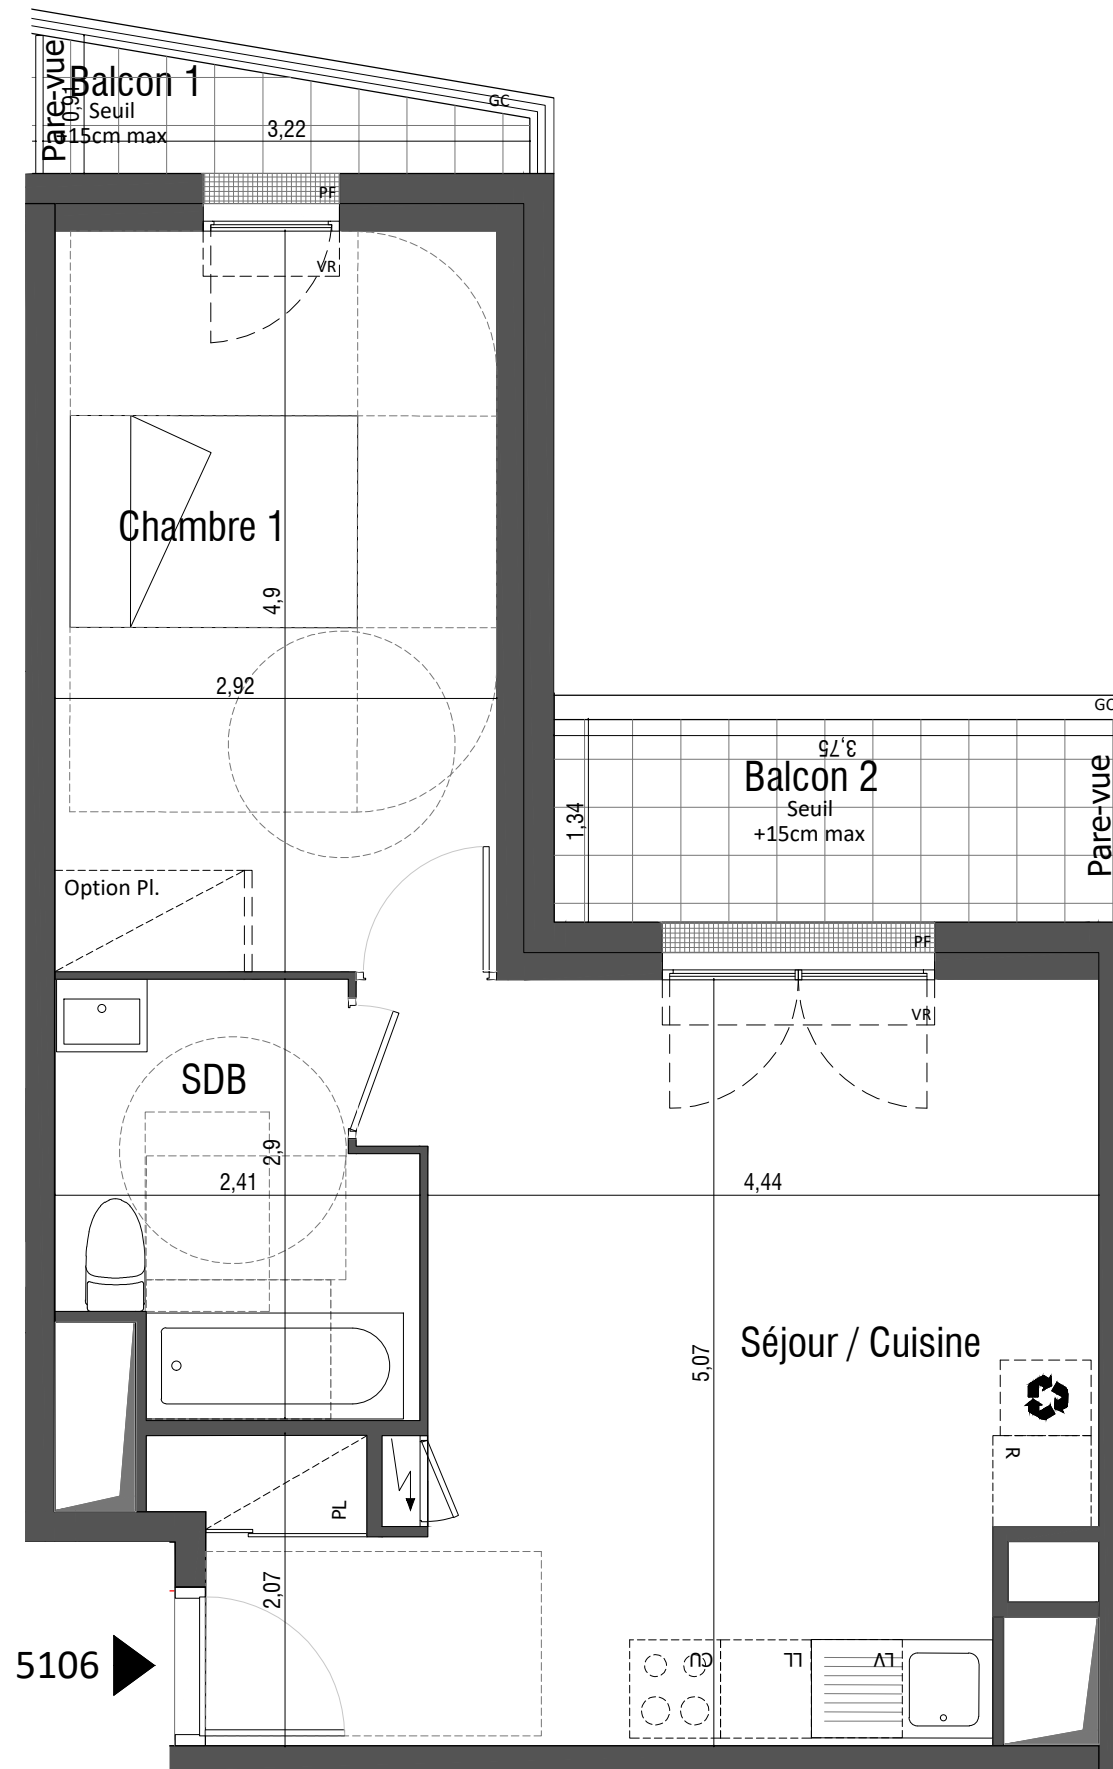 Balcon 1
Pare-vue
0,91
Seuil
+15cm max
3,22
GC
PF
VR
Chambre 1
4,9
2,92
GC
3,75
Balcon 2
Seuil
+15cm max
1,34
Pare-vue
Option Pl.
PF
VR
SDB
2,9
2,41
4,44
Séjour / Cuisine
5,07
R
PL
2,07
5106
CU
LL
LV